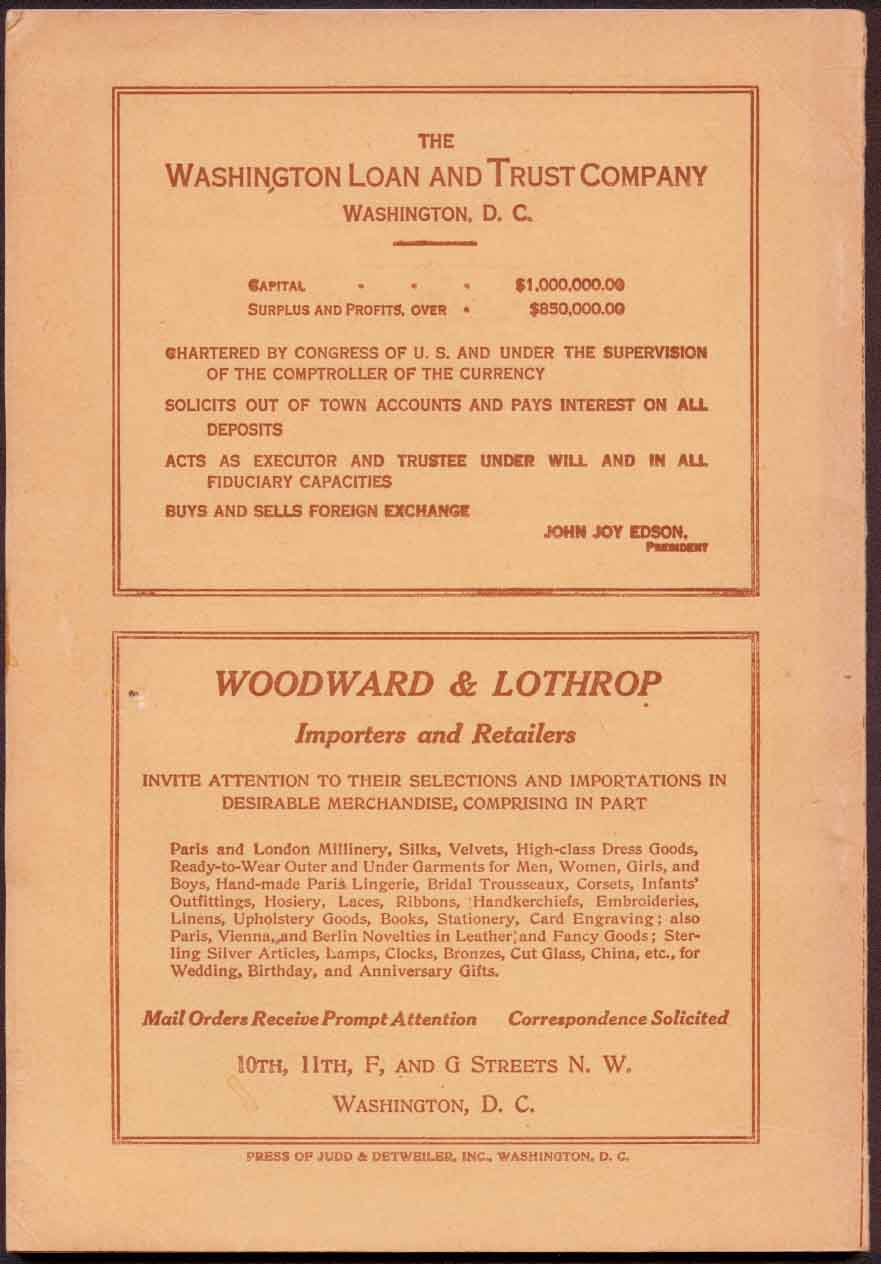 THE
WASHINGTON LOAN AND TRUST COMPANY
WASHINGTON, D. C.
CAPITAL - - - $1,000,000.00
SURPLUS AND PROFITS, OVER - $850,000.00
CHARTERED BY CONGRESS OF U. S. AND UNDER THE SUPERVISION
OF THE COMPTROLLER OF THE CURRENCY
SOLICITS OUT OF TOWN ACCOUNTS AND PAYS INTEREST ON ALL
DEPOSITS
ACTS AS EXECUTOR AND TRUSTEE UNDER WILL AND IN ALL
FIDUCIARY CAPACITIES
BUYS AND SELLS FOREIGN EXCHANGE
JOHN JOY EDSON,
PRESIDENT
WOODWARD & LOTHROP
Importers and Retailers
INVITE ATTENTION TO THEIR SELECTIONS AND IMPORTATIONS IN
DESIRABLE MERCHANDISE, COMPRISING IN PART
Paris and London Millinery, Silks, Velvets, High-class Dress Goods,
Ready-to-Wear Outer and Under Garments for Men, Women, Girls, and
Boys, Hand-made Paris Lingerie, Bridal Trousseaux, Corsets, Infants'
Outfittings, Hosiery, Laces, Ribbons, Handkerchiefs, Embroideries,
Linens, Upholstery Goods, Books, Stationery, Card Engraving; also
Paris, Vienna, and Berlin Novelties in Leather and Fancy Goods; Ster-
ling Silver Articles, Lamps, Clocks, Bronzes, Cut Glass, China, etc., for
Wedding, Birthday, and Anniversary Gifts.
Mail Orders Receive Prompt Attention Correspondence Solicited
10TH, 11TH, F, AND G STREETS N. W.
WASHINGTON, D. C.
PRESS OF JUDD & DETWEILER, INC., WASHINGTON, D. C.